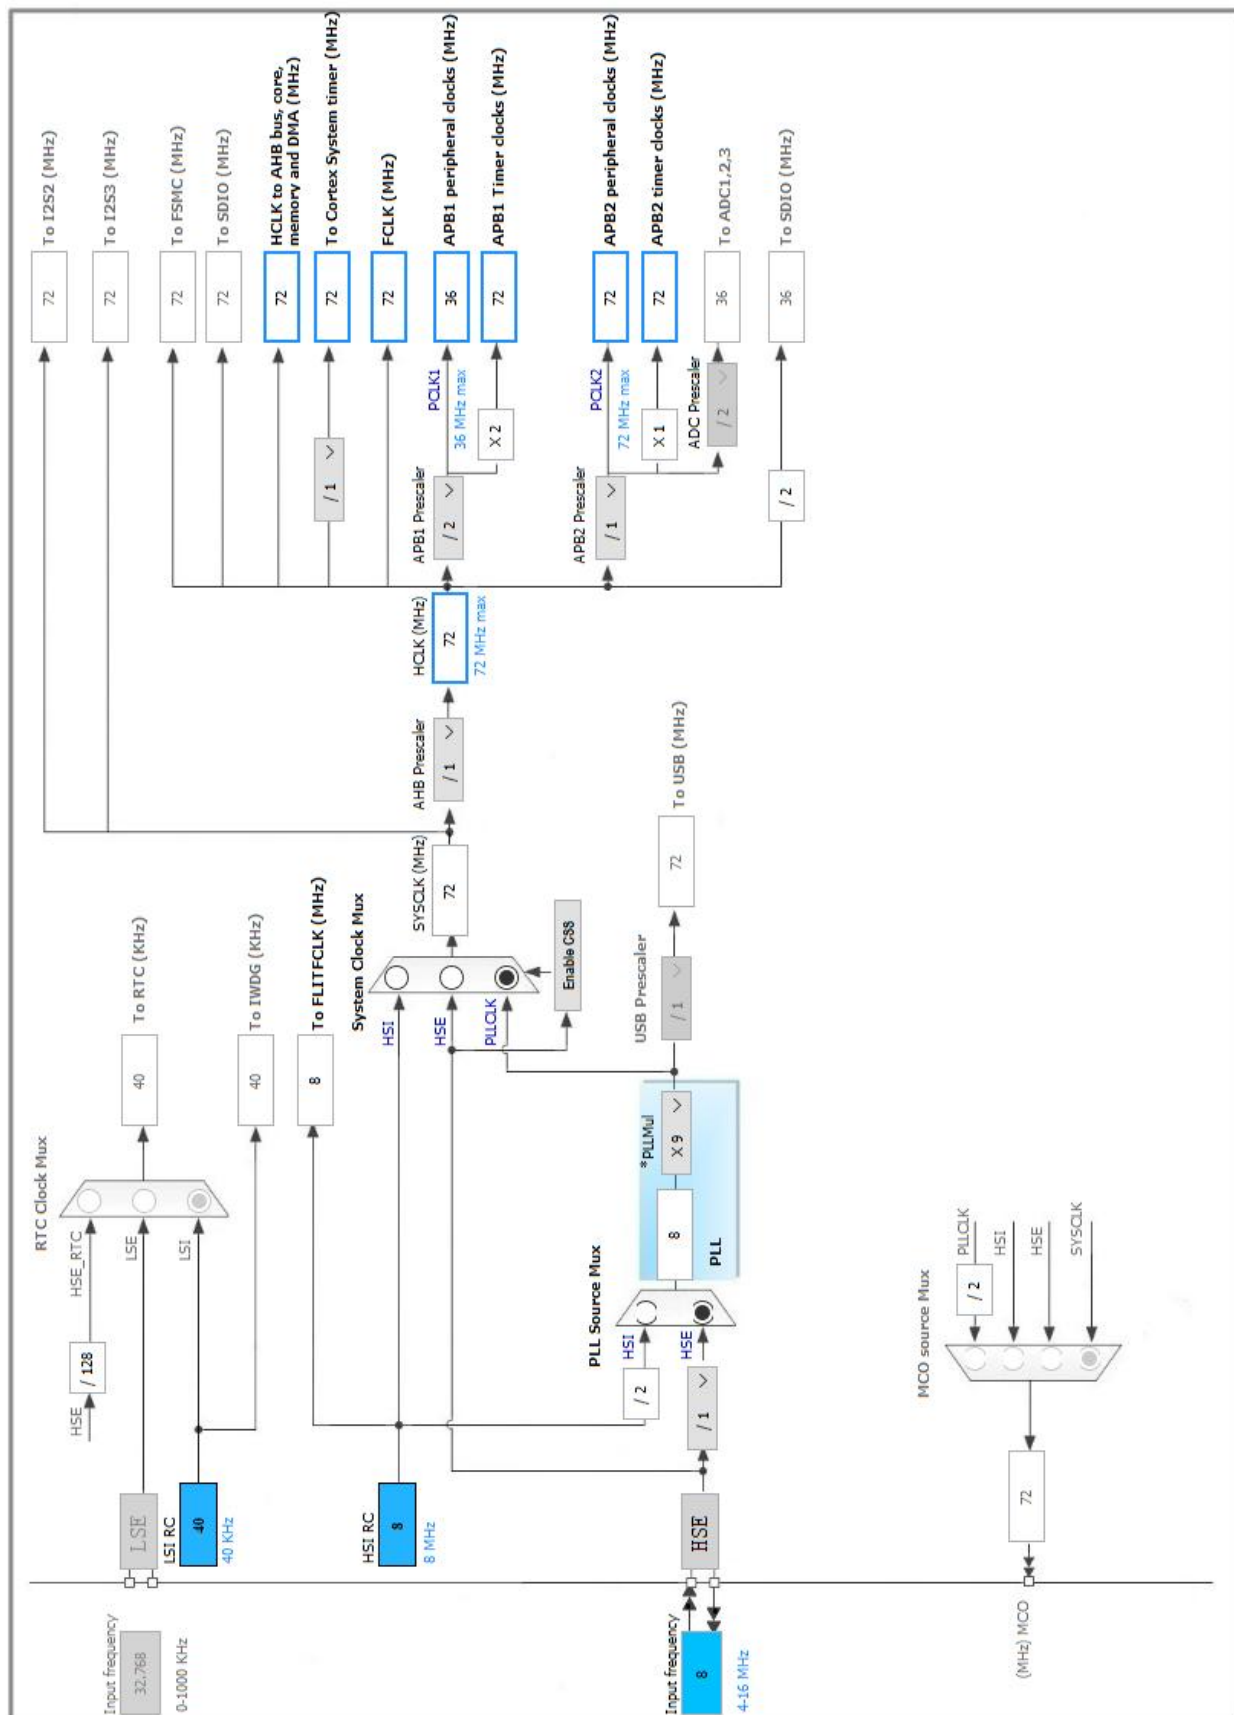 RTC Clock Mux
HSE
/ 128
HSE_RTC
Input frequency
32.768
0-1000 KHz
LSE
LSE
40
To RTC (KHz)
LSI RC
40
40 KHz
LSI
40
To IWDG (KHz)
8
To FLITFCLK (MHz)
HSI RC
8
8 MHz
System Clock Mux
HSI
HSE
PLLCLK
Enable CSS
SYSCLK (MHz)
72
AHB Prescaler
/ 1
HCLK (MHz)
72
72 MHz max
72
To I2S2 (MHz)
72
To I2S3 (MHz)
72
To FSMC (MHz)
72
To SDIO (MHz)
72
HCLK to AHB bus, core,
memory and DMA (MHz)
/ 1
72
To Cortex System timer (MHz)
72
FCLK (MHz)
APB1 Prescaler
/ 2
PCLK1
36 MHz max
36
APB1 peripheral clocks (MHz)
X 2
72
APB1 Timer clocks (MHz)
APB2 Prescaler
/ 1
PCLK2
72 MHz max
72
APB2 peripheral clocks (MHz)
X 1
72
APB2 timer clocks (MHz)
ADC Prescaler
/ 2
36
To ADC1,2,3
/ 2
36
To SDIO (MHz)
PLL Source Mux
HSI
/ 2
HSE
/ 1
Input frequency
8
4-16 MHz
HSE
8
*PLLMul
X 9
PLL
USB Prescaler
/ 1
72
To USB (MHz)
MCO source Mux
PLLCLK
/ 2
HSI
HSE
SYSCLK
72
(MHz) MCO